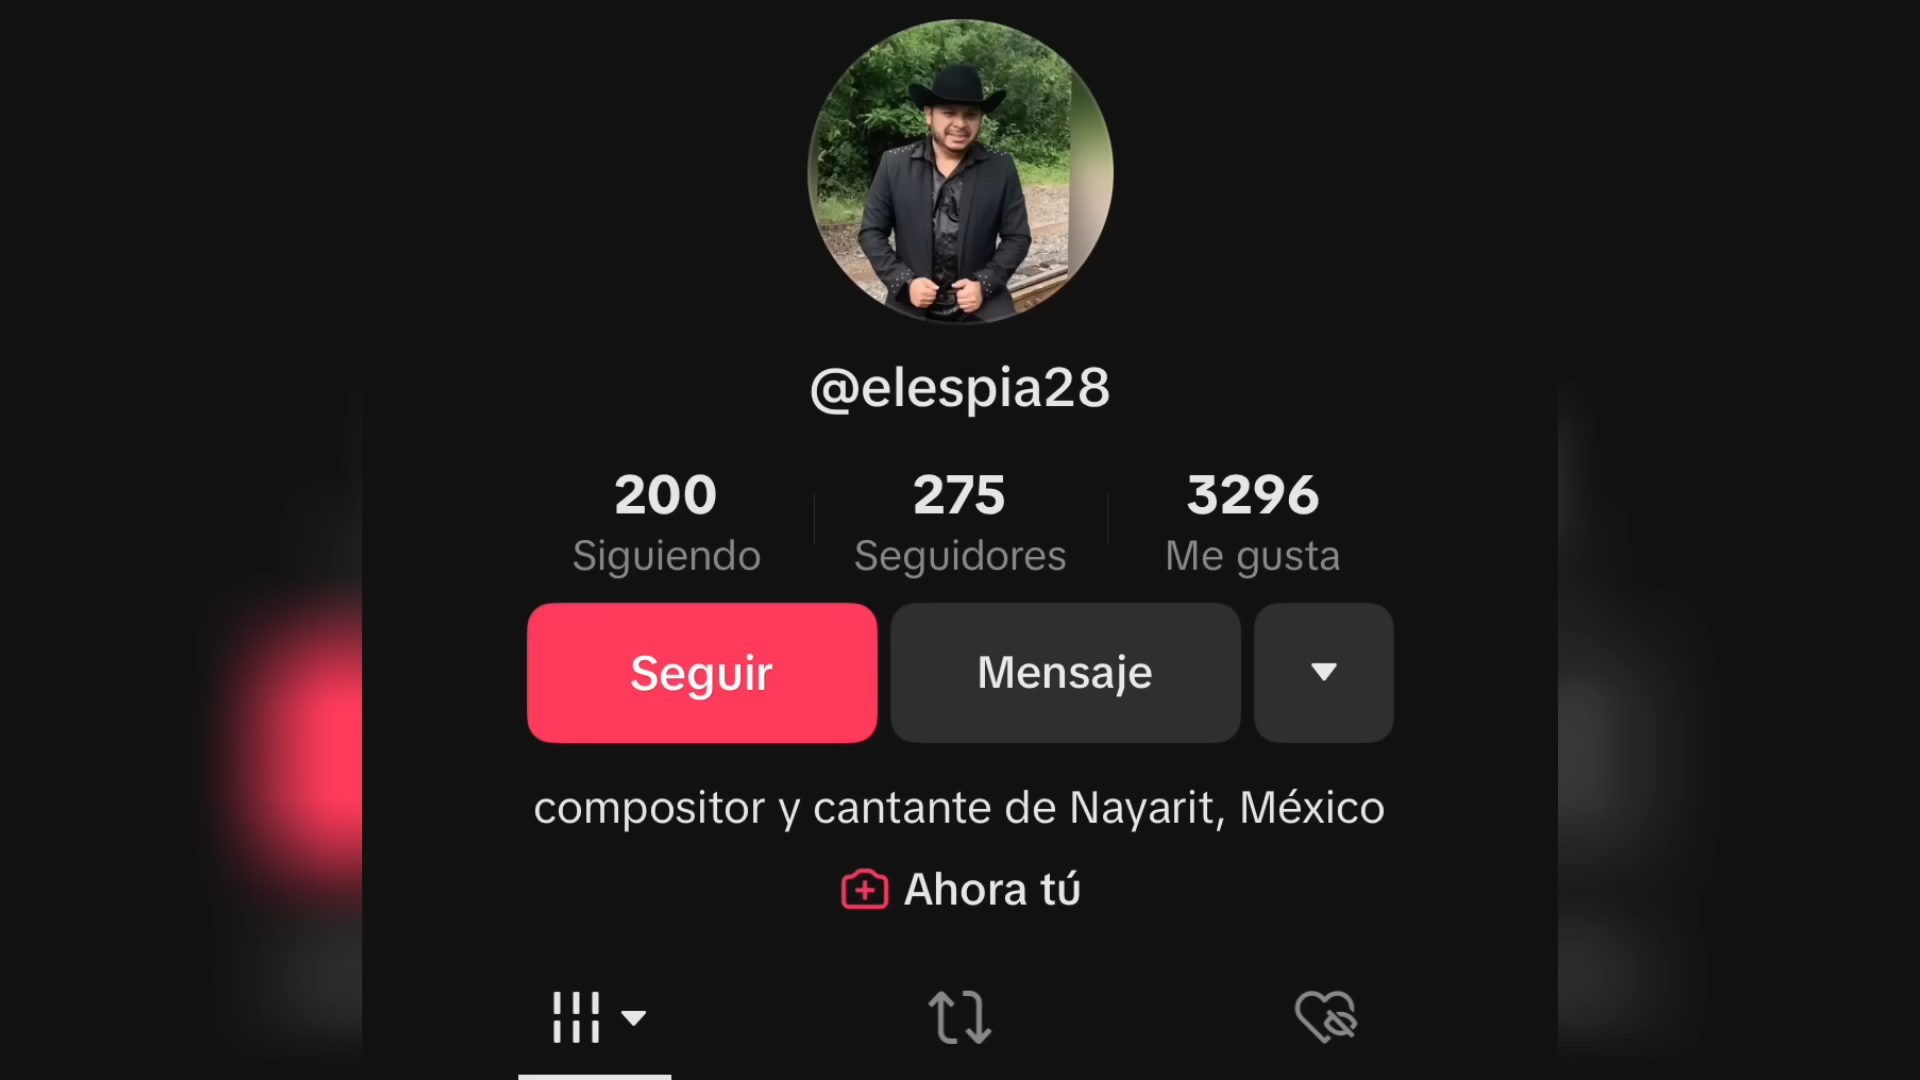 @elespia28
200
275
3296
Siguiendo
Seguidores
Me gusta
Seguir
Mensaje
compositor y cantante de Nayarit, México
Ahora tú